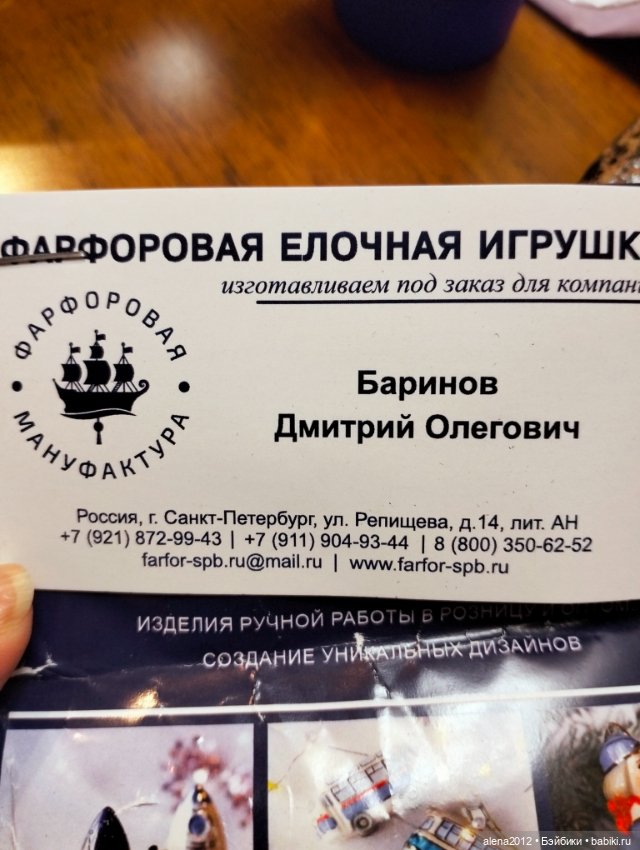 ФАРФОРОВАЯ ЕЛОЧНАЯ ИГРУШК
изготавливаем под заказ для компан
ФАРФОРОВАЯ
МАНУФАКТУРА
Баринов
Дмитрий Олегович
Россия, г. Санкт-Петербург, ул. Репищева, д.14, лит. АН
+7 (921) 872-99-43 | +7 (911) 904-93-44 | 8 (800) 350-62-52
farfor-spb.ru@mail.ru | www.farfor-spb.ru
ИЗДЕЛИЯ РУЧНОЙ РАБОТЫ В РОЗНИЦУ И ОПТОМ
СОЗДАНИЕ УНИКАЛЬНЫХ ДИЗАЙНОВ
alena2012 • Бэйбики • babiki.ru